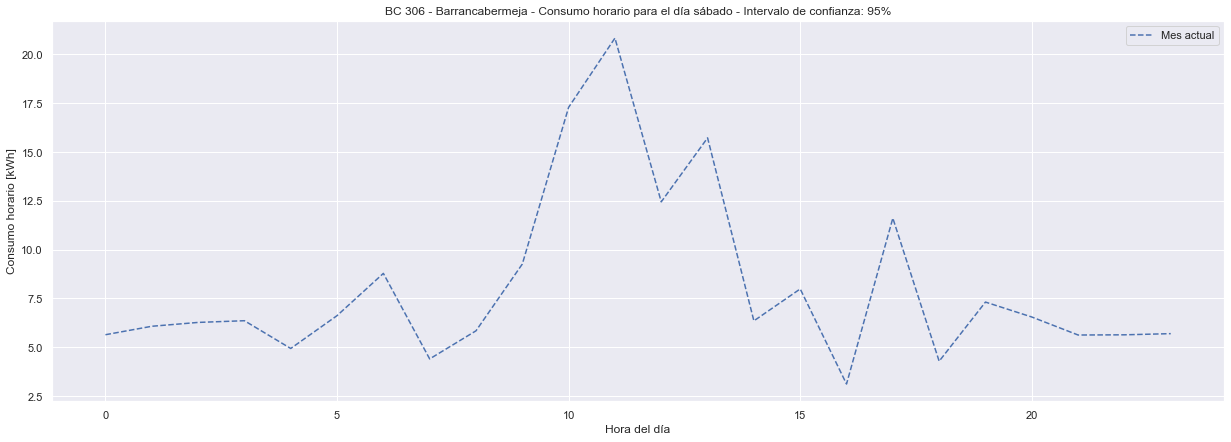 BC 306 - Barrancabermeja - Consumo horario para el día sábado - Intervalo de confianza: 95%
Mes actual
Consumo horario [kWh]
20.0
17.5
15.0
12.5
10.0
7.5
5.0
2.5
0 5 10 15 20
Hora del día